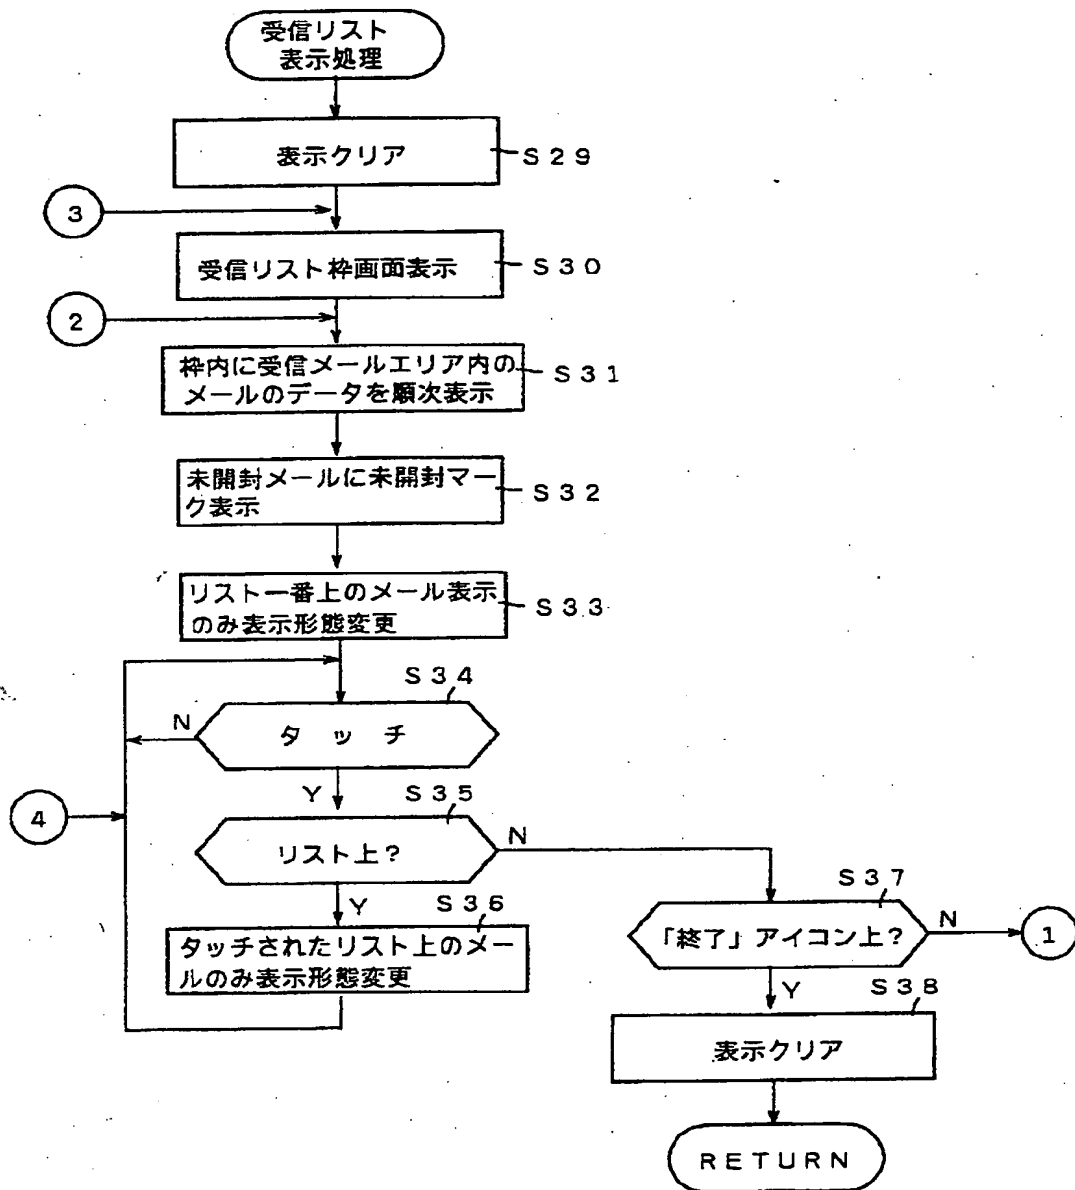 受信リスト
表示処理
表示クリア
S29
3
受信リスト枠画面表示
S30
2
枠内に受信メールエリア内の
メールのデータを順次表示
S31
未開封メールに未開封マー
ク表示
S32
リスト一番上のメール表示
のみ表示形態変更
S33
S34
N
タッチ
Y
S35
4
リスト上?
N
Y
S36
タッチされたリスト上のメー
ルのみ表示形態変更
S37
「終了」アイコン上?
N
1
Y
S38
表示クリア
RETURN